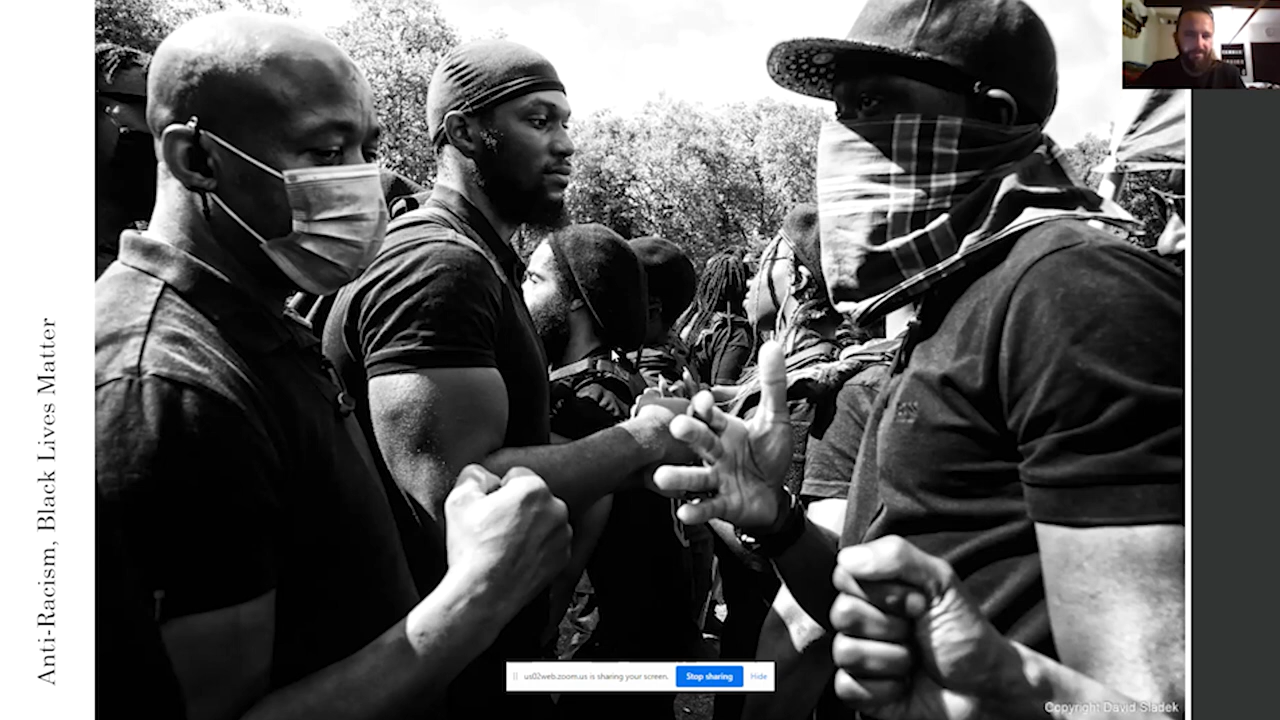 Anti-Racism, Black Lives Matter
us02web.zoom.us is sharing your screen.
Stop sharing
Hide
Copyright David Sladek